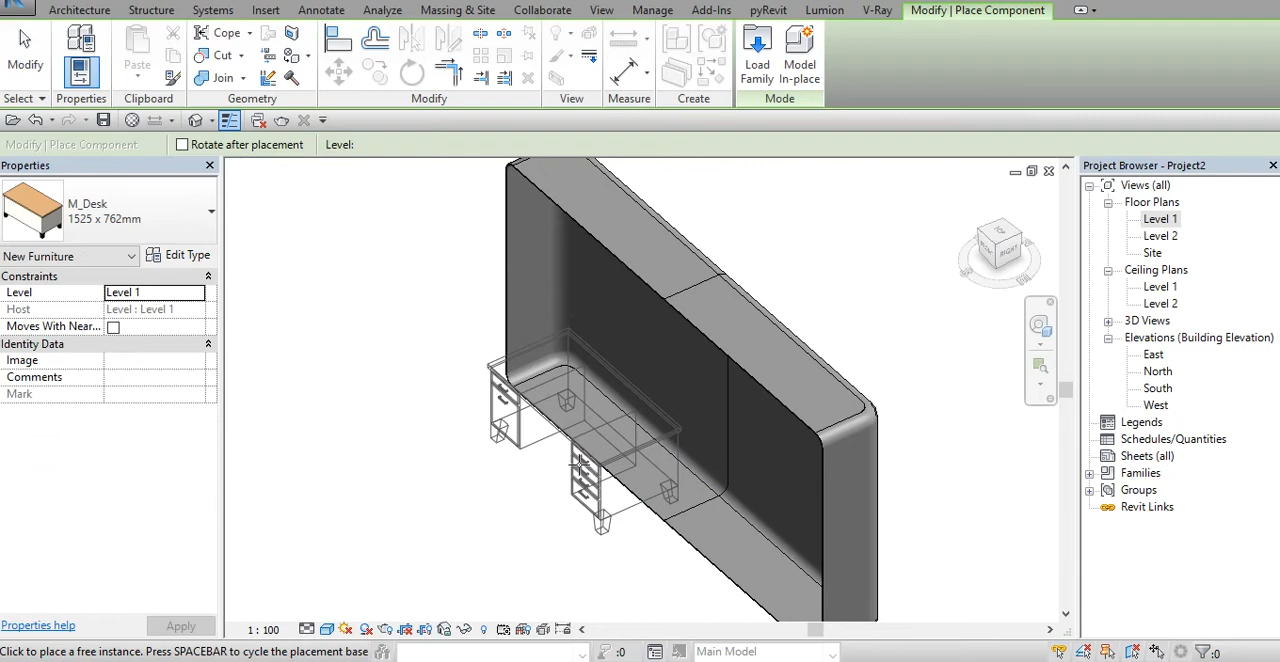 Architecture Structure Systems Insert Annotate Analyze Massing & Site Collaborate View Manage Add-Ins pyRevit Lumion V-Ray Modify | Place Component
Modify
Select
Properties
Paste
Clipboard
Cope
Cut
Join
Geometry
Modify
View
Measure
Create
Load Family
Model In-place
Mode
Modify | Place Component
Rotate after placement
Level:
Properties
M_Desk
1525 x 762mm
New Furniture
Edit Type
Constraints
Level Level 1
Host Level : Level 1
Moves With Near...
Identity Data
Image
Comments
Mark
Properties help
Apply
TOP
RIGHT
1 : 100
Project Browser - Project2
Views (all)
Floor Plans
Level 1
Level 2
Site
Ceiling Plans
Level 1
Level 2
3D Views
Elevations (Building Elevation)
East
North
South
West
Legends
Schedules/Quantities
Sheets (all)
Families
Groups
Revit Links
Click to place a free instance. Press SPACEBAR to cycle the placement base
:0
Main Model
:0